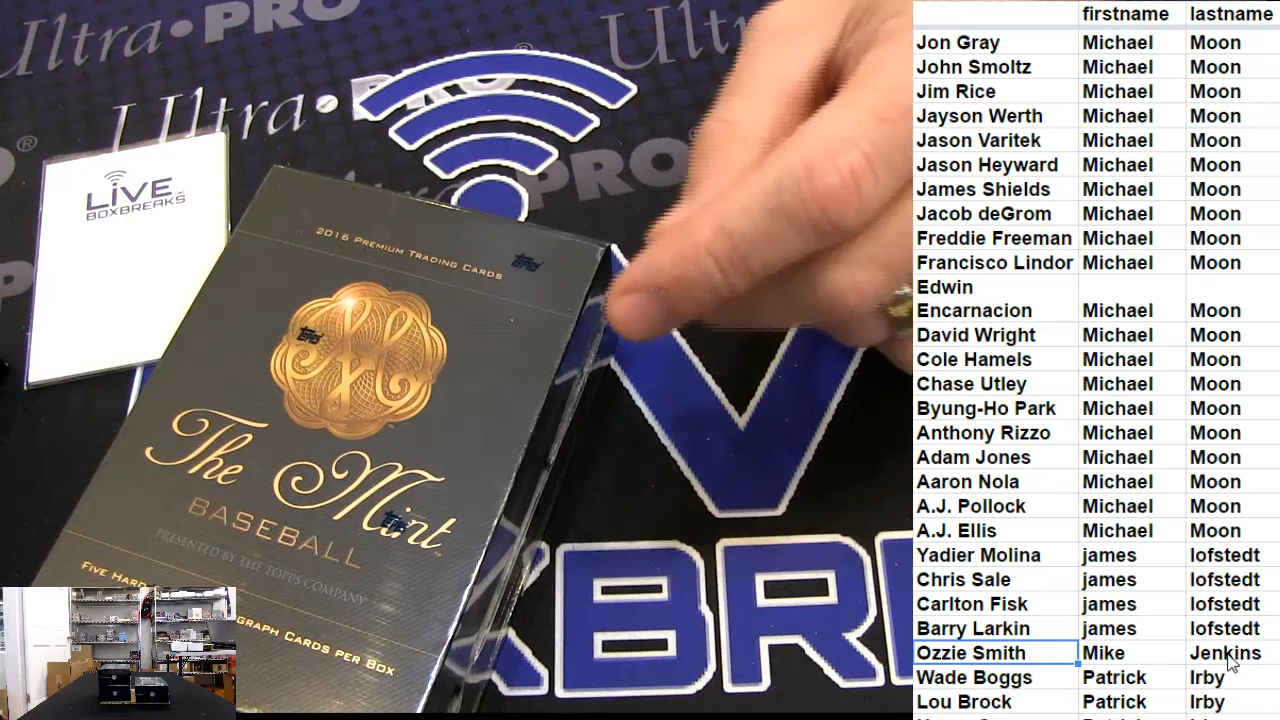 Ultra•PRO
Ultra•PRO
Ultra
LIVE
BOXBREAKS
2016 PREMIUM TRADING CARDS
topps
The Mint
BASEBALL
PRESENTED BY THE TOPPS COMPANY
FIVE HARD
GRAPH CARDS PER BOX
XBRE
firstname lastname
Jon Gray Michael Moon
John Smoltz Michael Moon
Jim Rice Michael Moon
Jayson Werth Michael Moon
Jason Varitek Michael Moon
Jason Heyward Michael Moon
James Shields Michael Moon
Jacob deGrom Michael Moon
Freddie Freeman Michael Moon
Francisco Lindor Michael Moon
Edwin
Encarnacion Michael Moon
David Wright Michael Moon
Cole Hamels Michael Moon
Chase Utley Michael Moon
Byung-Ho Park Michael Moon
Anthony Rizzo Michael Moon
Adam Jones Michael Moon
Aaron Nola Michael Moon
A.J. Pollock Michael Moon
A.J. Ellis Michael Moon
Yadier Molina james lofstedt
Chris Sale james lofstedt
Carlton Fisk james lofstedt
Barry Larkin james lofstedt
Ozzie Smith Mike Jenkins
Wade Boggs Patrick Irby
Lou Brock Patrick Irby